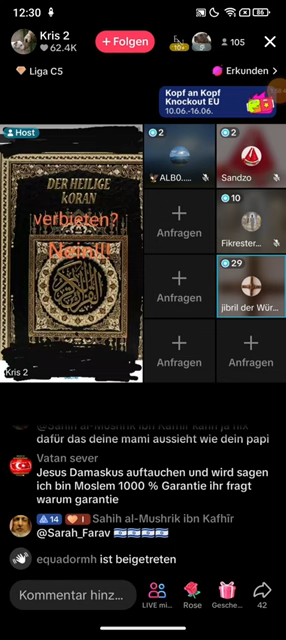 12:30
86
Kris 2
62.4K
+ Folgen
10+
105
Liga C5
Erkunden >
Kopf an Kopf
Knockout EU
10.06.-16.06.
Host
DER HEILIGE
KORAN
verbieten?
Nein!!!
Kris 2
2
ALB0..
2
Sandzo
Anfragen
10
Fikrester...
Anfragen
29
jibril der Wür...
Anfragen
Anfragen
@Sahih al-Mushrik ibn Kafhir kann ja nix
dafür das deine mami aussieht wie dein papi
Vatan sever
Jesus Damaskus auftauchen und wird sagen
ich bin Moslem 1000 % Garantie ihr fragt
warum garantie
14 1 Sahih al-Mushrik ibn Kafhīr
@Sarah_Farav 🇮🇱🇮🇱🇮🇱🇮🇱
equadormh ist beigetreten
Kommentar hinz...
LIVE mi...
Rose
Gesche...
42